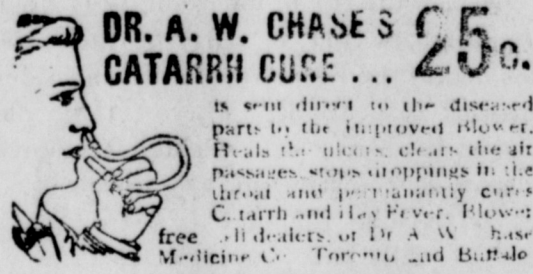 DR. A. W. CHASE'S
CATARRH CURE ... 25c.
is sent direct to the diseased
parts by the Improved Blower.
Heals the ulcers, clears the air
passages, stops droppings in the
throat and permanantly cures
Catarrh and Hay Fever. Blower
free All dealers, or Dr A W Chase
Medicine Co Toronto and Buffalo